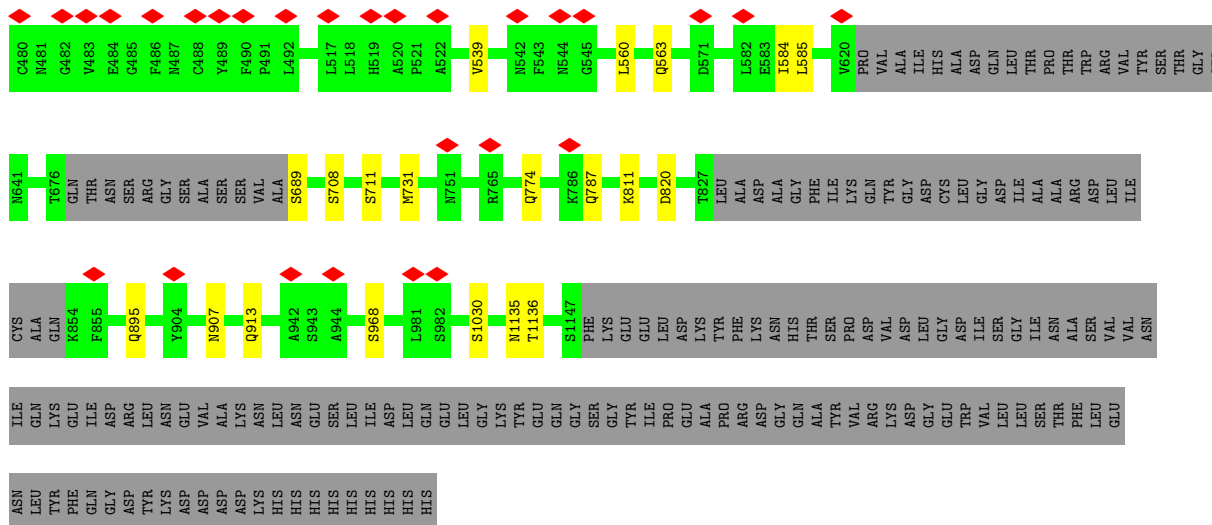 C480 N481 G482 V483 E484 G485 F486 N487 C488 Y489 F490 P491 L492 L517 L518 H519 A520 P521 A522 V539 N542 F543 N544 G545 L560 Q563 D571 L582 E583 I584 L585 V620 PRO VAL ALA ILE HIS ALA ASP GLN LEU THR PRO THR TRP ARG VAL TYR SER THR GLY
N641 T676 GLN THR ASN SER ARG GLY SER ALA SER SER VAL ALA S689 S708 S711 M731 N751 R765 Q774 K786 Q787 K811 D820 T827 LEU ALA ASP ALA GLY PHE ILE LYS GLN TYR GLY ASP CYS LEU GLY ASP ILE ALA ALA ARG ASP LEU ILE
CYS ALA GLN K854 F855 Q895 Y904 N907 Q913 A942 S943 A944 S968 L981 S982 S1030 N1135 T1136 S1147 PHE LYS GLU GLU LEU ASP LYS TYR PHE LYS ASN HIS THR SER PRO ASP VAL ASP LEU GLY ASP ILE SER GLY ILE ASN ALA SER VAL VAL ASN
ILE GLN LYS GLU ILE ASP ARG LEU ASN GLU VAL ALA LYS ASN LEU ASN GLU SER LEU ILE ASP LEU GLN GLU LEU GLY LYS TYR GLU GLN GLY SER GLY TYR ILE PRO GLU ALA PRO ARG ASP GLY GLN ALA TYR VAL ARG LYS ASP GLY GLU TRP VAL LEU LEU SER THR PHE LEU GLU
ASN LEU TYR PHE GLN GLY ASP TYR LYS ASP ASP ASP ASP LYS HIS HIS HIS HIS HIS HIS HIS HIS